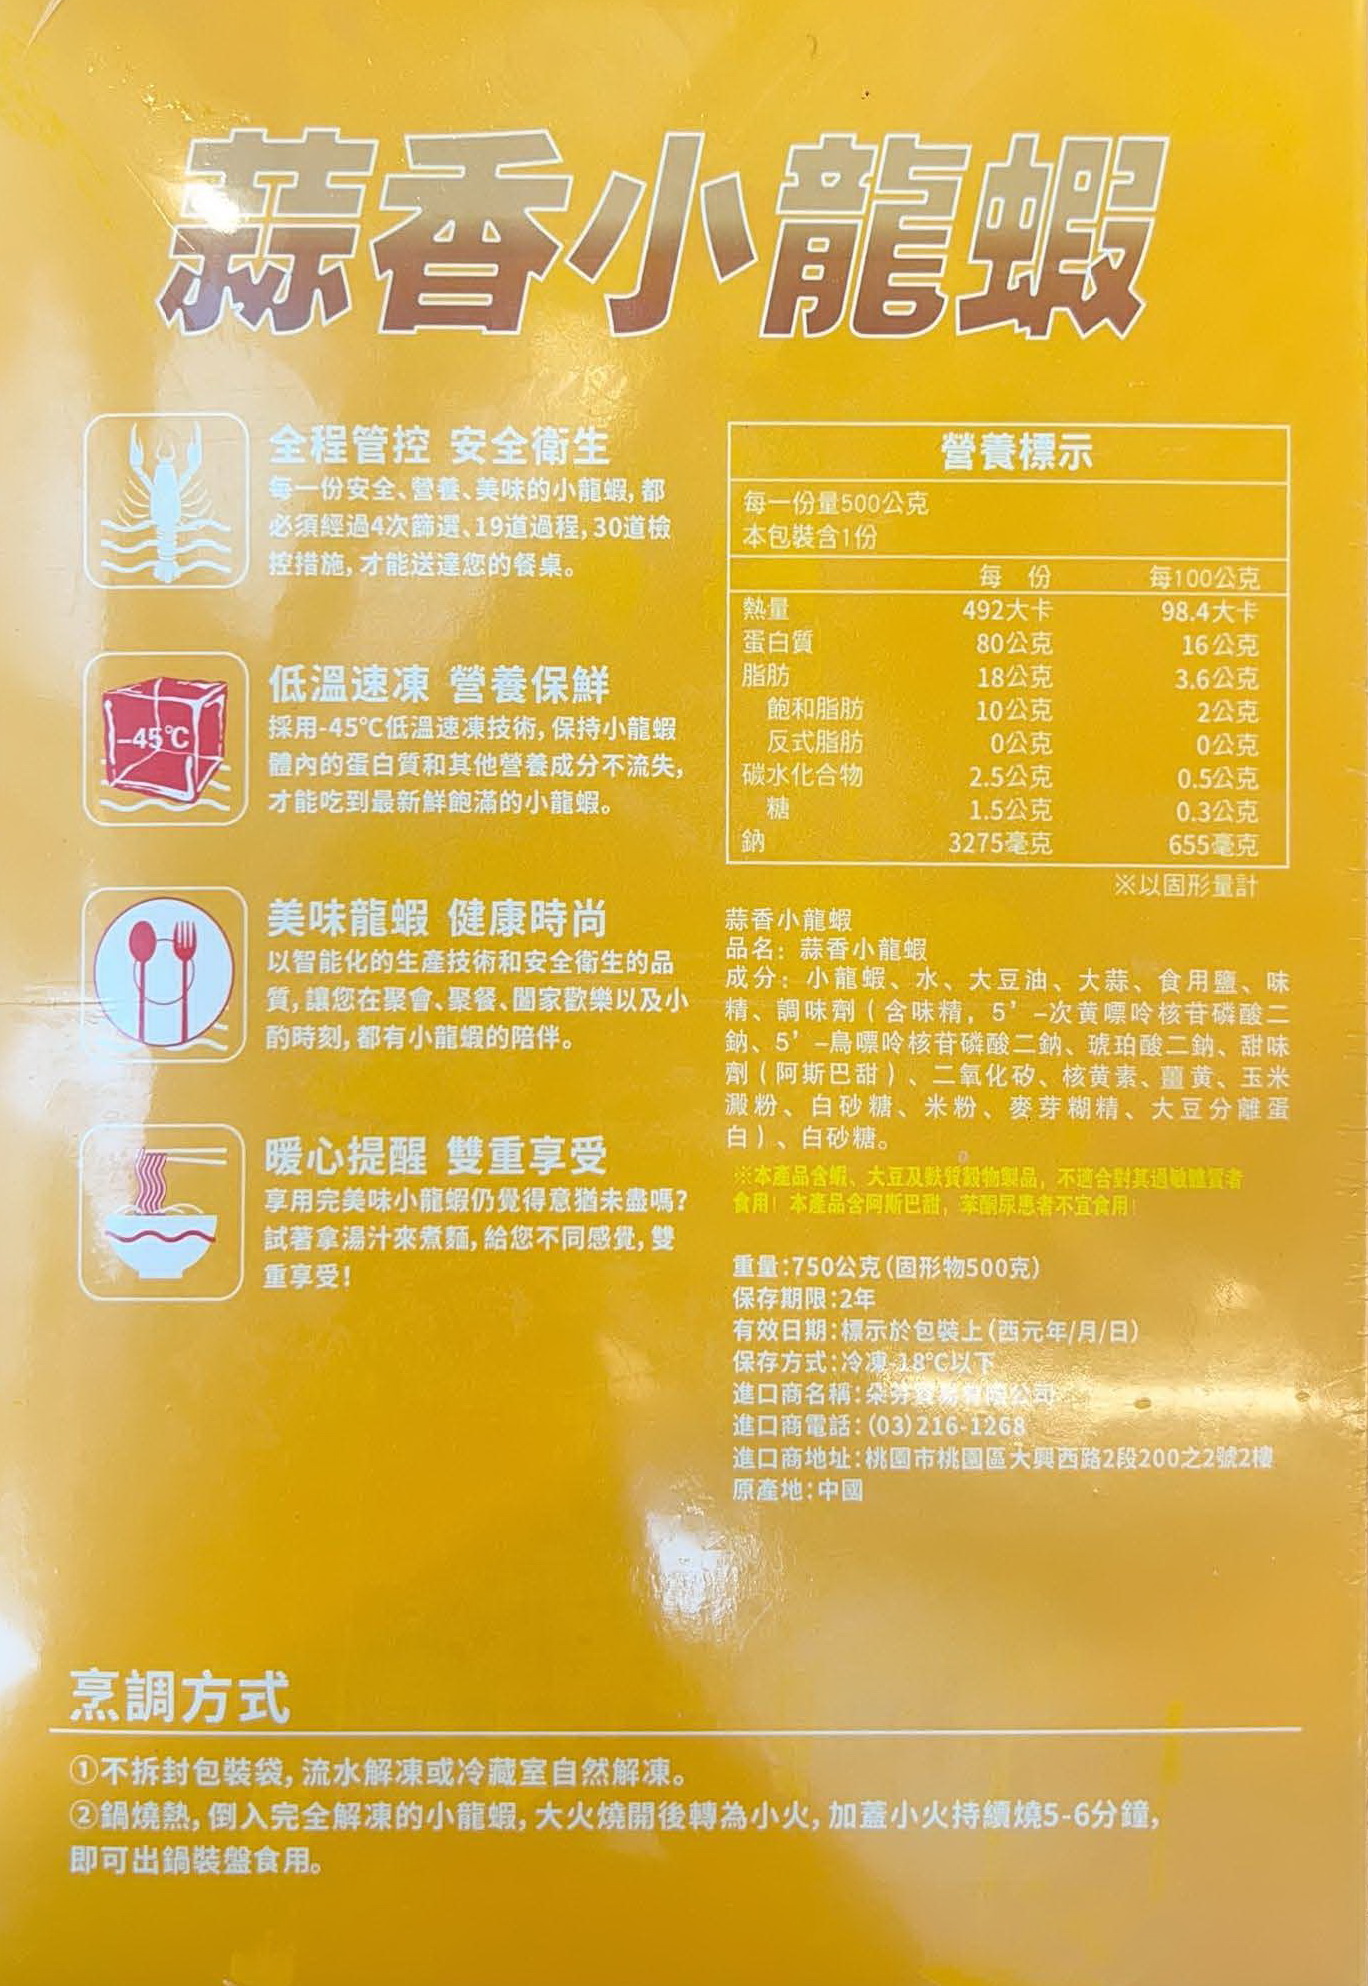 蒜香小龍蝦
全程管控 安全衛生
每一份安全、營養、美味的小龍蝦, 都
必須經過4次篩選、19道過程, 30道檢
控措施, 才能送達您的餐桌。
-45℃
低溫速凍 營養保鮮
採用-45℃低溫速凍技術, 保持小龍蝦
體內的蛋白質和其他營養成分不流失,
才能吃到最新鮮飽滿的小龍蝦。
美味龍蝦 健康時尚
以智能化的生產技術和安全衛生的品
質, 讓您在聚會、聚餐、闔家歡樂以及小
酌時刻, 都有小龍蝦的陪伴。
暖心提醒 雙重享受
享用完美味小龍蝦仍覺得意猶未盡嗎?
試著拿湯汁來煮麵, 給您不同感覺, 雙
重享受!
營養標示
每一份量500公克
本包裝含1份
每 份 每100公克
熱量 492大卡 98.4大卡
蛋白質 80公克 16公克
脂肪 18公克 3.6公克
飽和脂肪 10公克 2公克
反式脂肪 0公克 0公克
碳水化合物 2.5公克 0.5公克
糖 1.5公克 0.3公克
鈉 3275毫克 655毫克
※以固形量計
蒜香小龍蝦
品名: 蒜香小龍蝦
成分: 小龍蝦、水、大豆油、大蒜、食用鹽、味
精、調味劑(含味精, 5'-次黃嘌呤核苷磷酸二
鈉、5'-鳥嘌呤核苷磷酸二鈉、琥珀酸二鈉、甜味
劑(阿斯巴甜)、二氧化矽、核黃素、薑黃、玉米
澱粉、白砂糖、米粉、麥芽糊精、大豆分離蛋
白)、白砂糖。
※本產品含蝦、大豆及麩質穀物製品, 不適合對其過敏體質者
食用! 本產品含阿斯巴甜, 苯酮尿患者不宜食用!
重量:750公克(固形物500克)
保存期限:2年
有效日期:標示於包裝上(西元年/月/日)
保存方式:冷凍-18℃以下
進口商名稱:朵芬 公司
進口商電話:(03)216-1268
進口商地址:桃園市桃園區大興西路2段200之2號2樓
原產地:中國
烹調方式
①不拆封包裝袋, 流水解凍或冷藏室自然解凍。
②鍋燒熱, 倒入完全解凍的小龍蝦, 大火燒開後轉為小火, 加蓋小火持續燒5-6分鐘,
即可出鍋裝盤食用。